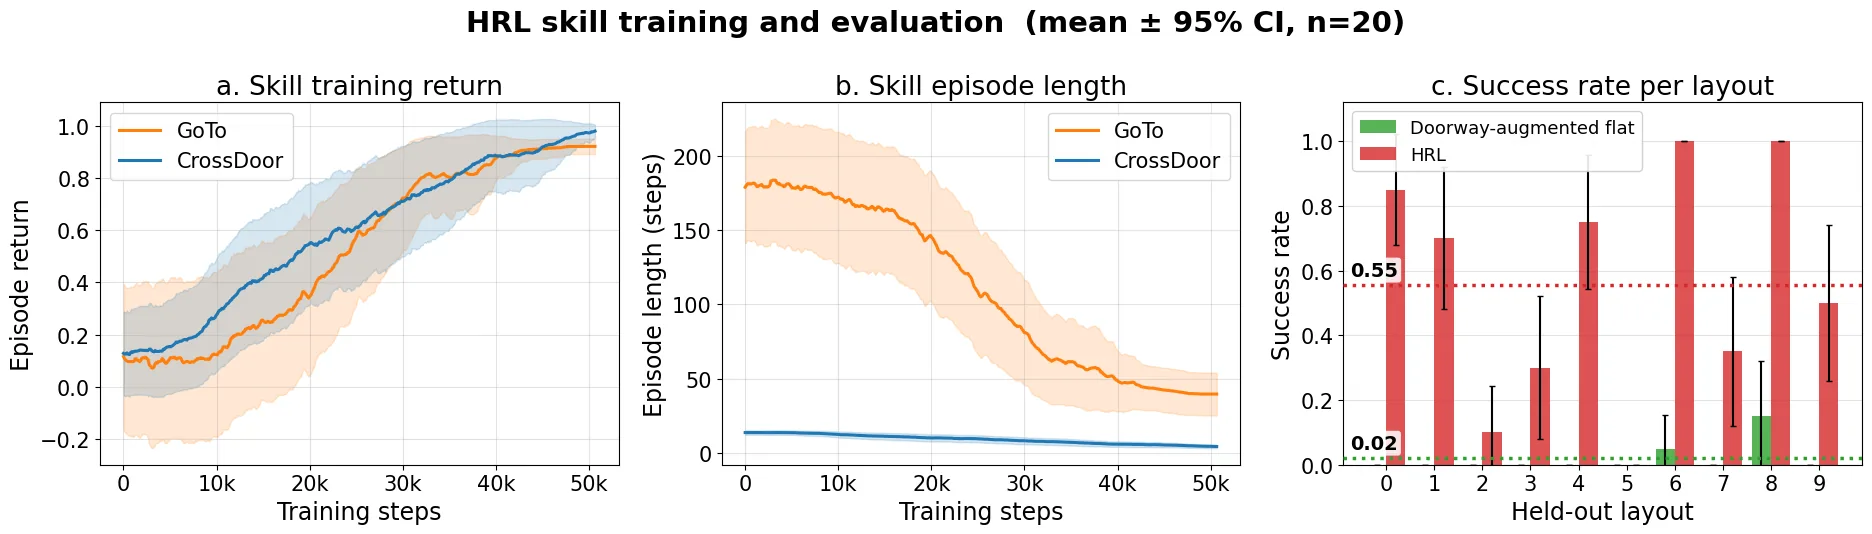 HRL skill training and evaluation (mean ± 95% CI, n=20)
a. Skill training return
GoTo
CrossDoor
1.0
0.8
0.6
0.4
0.2
0.0
−0.2
Episode return
0 10k 20k 30k 40k 50k
Training steps
b. Skill episode length
GoTo
CrossDoor
200
150
100
50
0
Episode length (steps)
0 10k 20k 30k 40k 50k
Training steps
c. Success rate per layout
Doorway-augmented flat
HRL
1.0
0.8
0.6
0.4
0.2
0.0
Success rate
0.55
0.02
0 1 2 3 4 5 6 7 8 9
Held-out layout